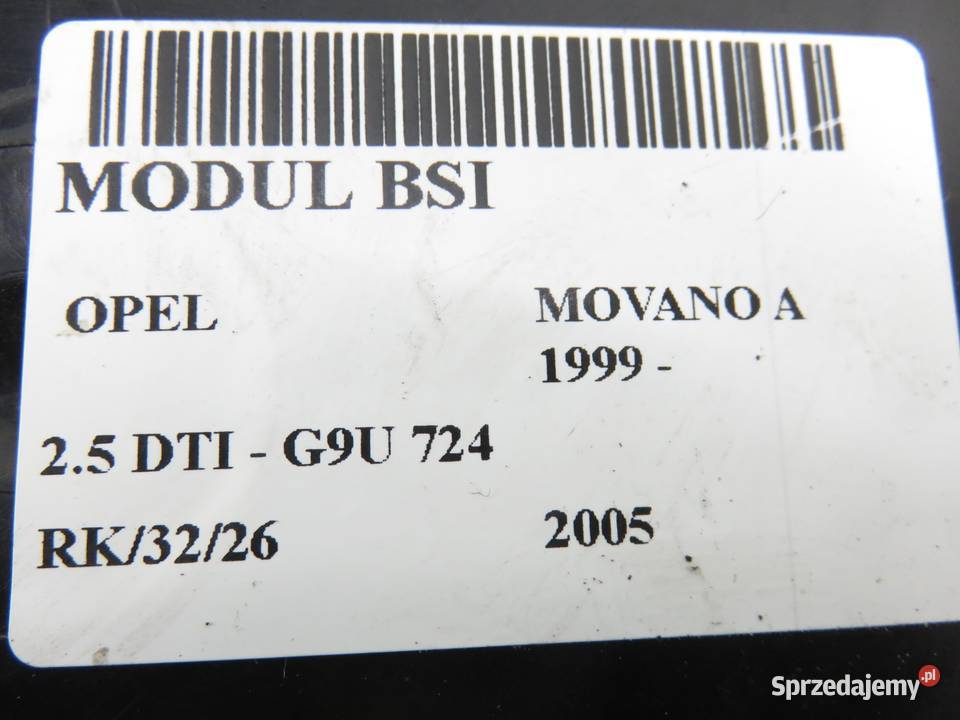 MODUL BSI
OPEL MOVANO A
1999 -
2.5 DTI - G9U 724
RK/32/26 2005
Sprzedajemy.pl